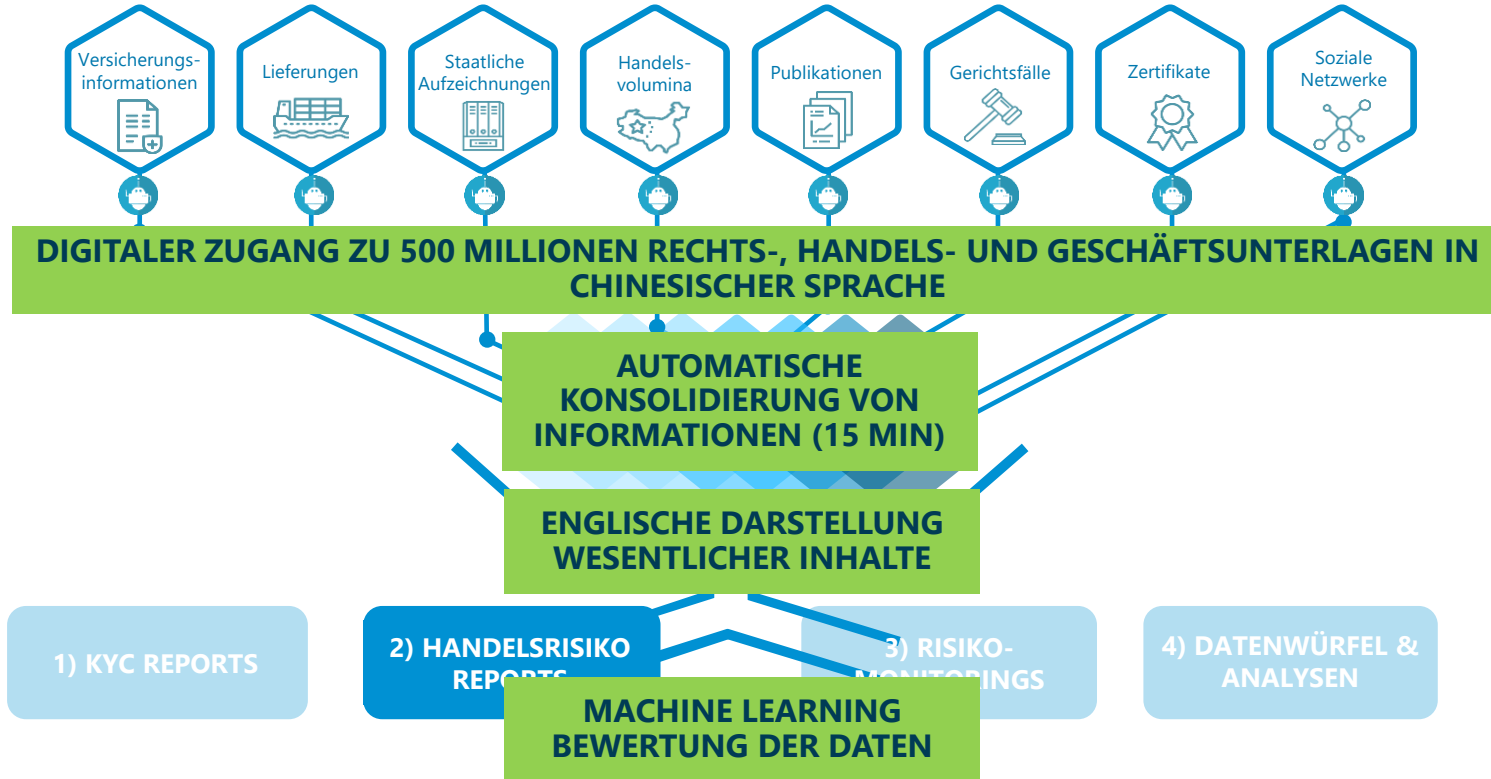 Versicherungs-
informationen
Lieferungen
Staatliche
Aufzeichnungen
Handels-
volumina
Publikationen
Gerichtsfälle
Zertifikate
Soziale
Netzwerke
DIGITALER ZUGANG ZU 500 MILLIONEN RECHTS-, HANDELS- UND GESCHÄFTSUNTERLAGEN IN
CHINESISCHER SPRACHE
AUTOMATISCHE
KONSOLIDIERUNG VON
INFORMATIONEN (15 MIN)
ENGLISCHE DARSTELLUNG
WESENTLICHER INHALTE
1) KYC REPORTS
2) HANDELSRISIKO
REPORTS
3) RISIKO-
MONITORINGS
4) DATENWÜRFEL &
ANALYSEN
MACHINE LEARNING
BEWERTUNG DER DATEN